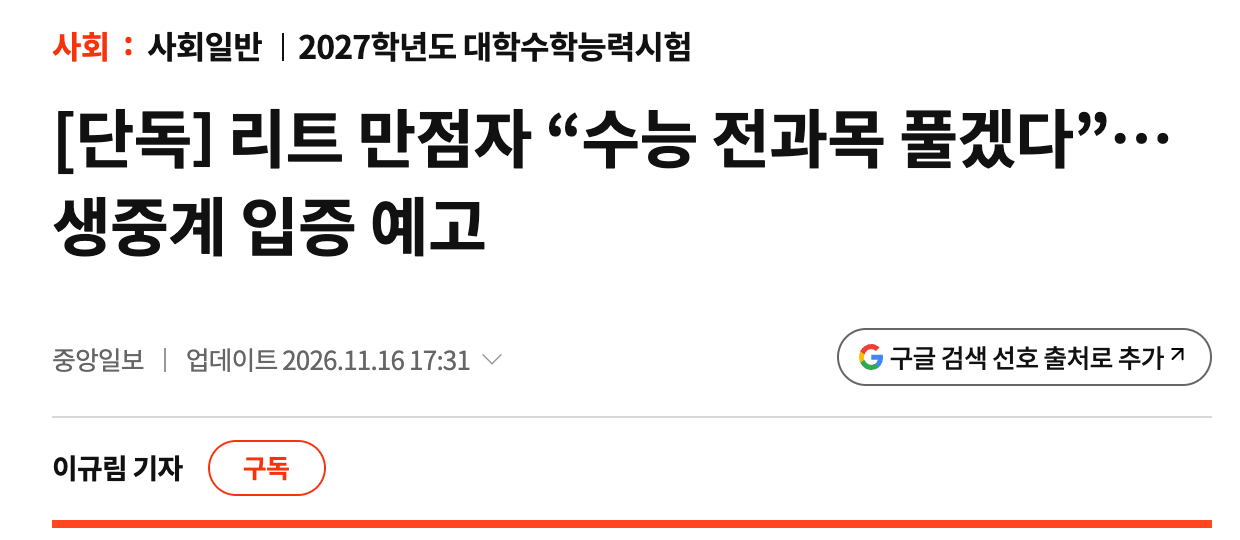 사회 : 사회일반 | 2027학년도 대학수학능력시험
[단독] 리트 만점자 “수능 전과목 풀겠다”…
생중계 입증 예고
중앙일보 | 업데이트 2026.11.16 17:31
구글 검색 선호 출처로 추가
이규림 기자 구독